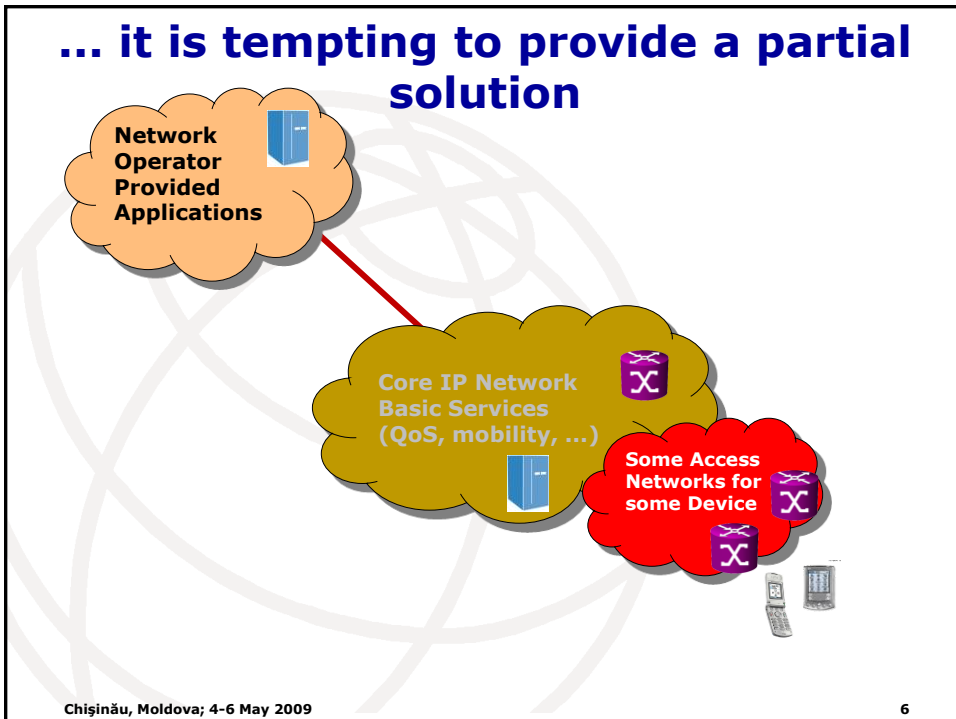 ... it is tempting to provide a partial
solution
Network
Operator
Provided
Applications
Core IP Network
Basic Services
(QoS, mobility, ...)
Some Access
Networks for
some Device
Chişinău, Moldova; 4-6 May 2009
6